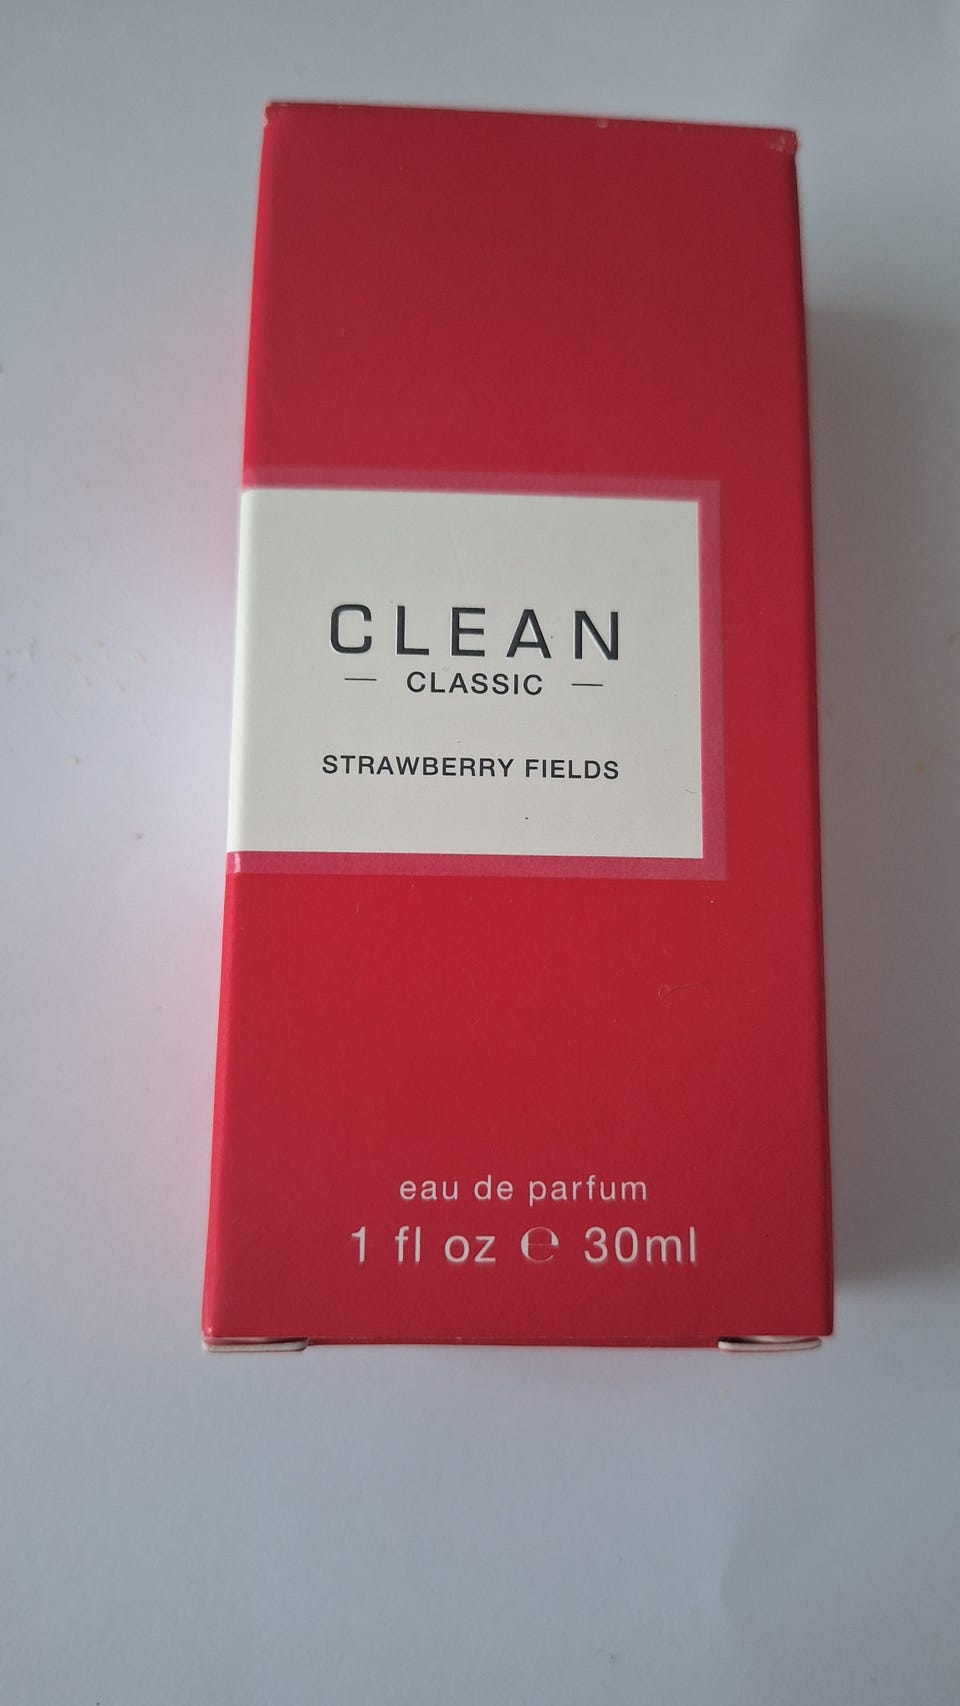 CLEAN
— CLASSIC —
STRAWBERRY FIELDS
eau de parfum
1 fl oz ℮ 30ml